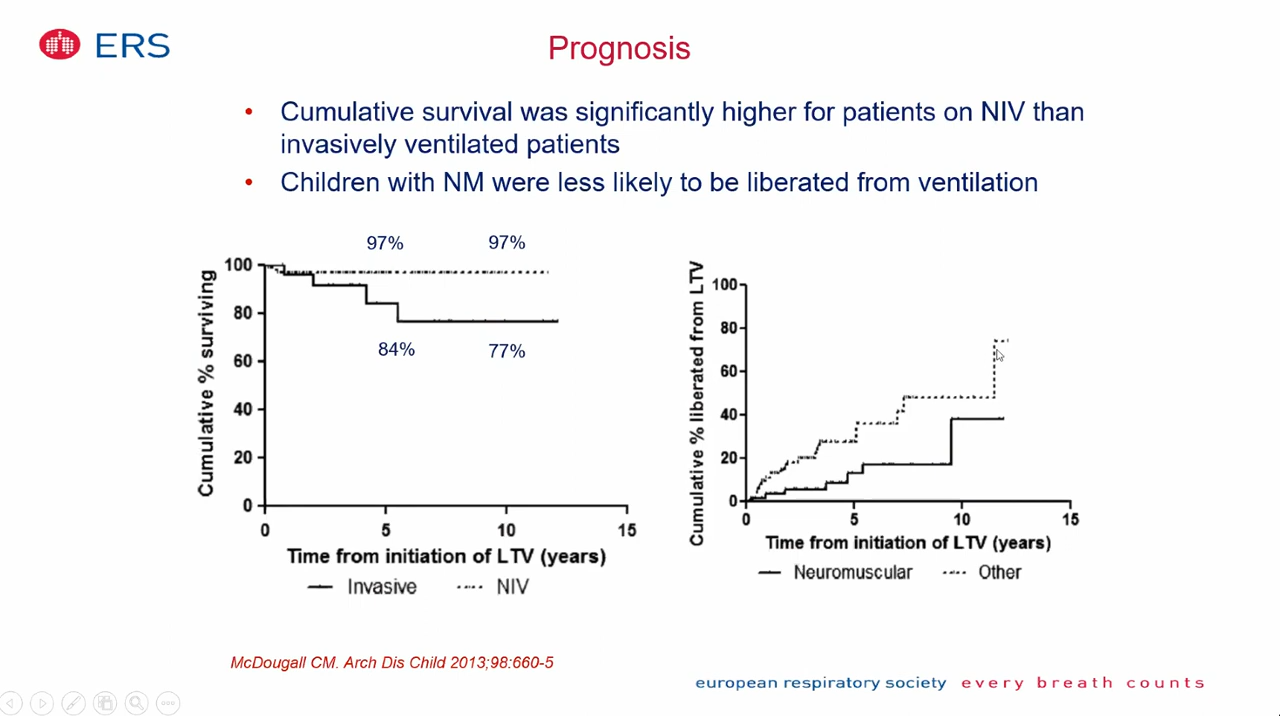 ERS
Prognosis
• Cumulative survival was significantly higher for patients on NIV than
invasively ventilated patients
• Children with NM were less likely to be liberated from ventilation
97% 97%
84% 77%
Cumulative % surviving
100
80
60
40
20
0
0 5 10 15
Time from initiation of LTV (years)
Invasive NIV
Cumulative % liberated from LTV
100
80
60
40
20
0
0 5 10 15
Time from initiation of LTV (years)
Neuromuscular Other
McDougall CM. Arch Dis Child 2013;98:660-5
european respiratory society every breath counts